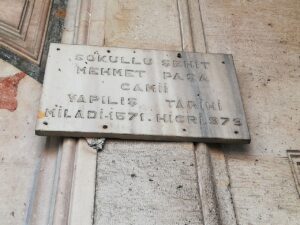 SOKULLU ŞEHİT
MEHMET PAŞA
CAMİİ
YAPILIŞ TARİHİ
MİLADİ-1571. HİCRİ.979